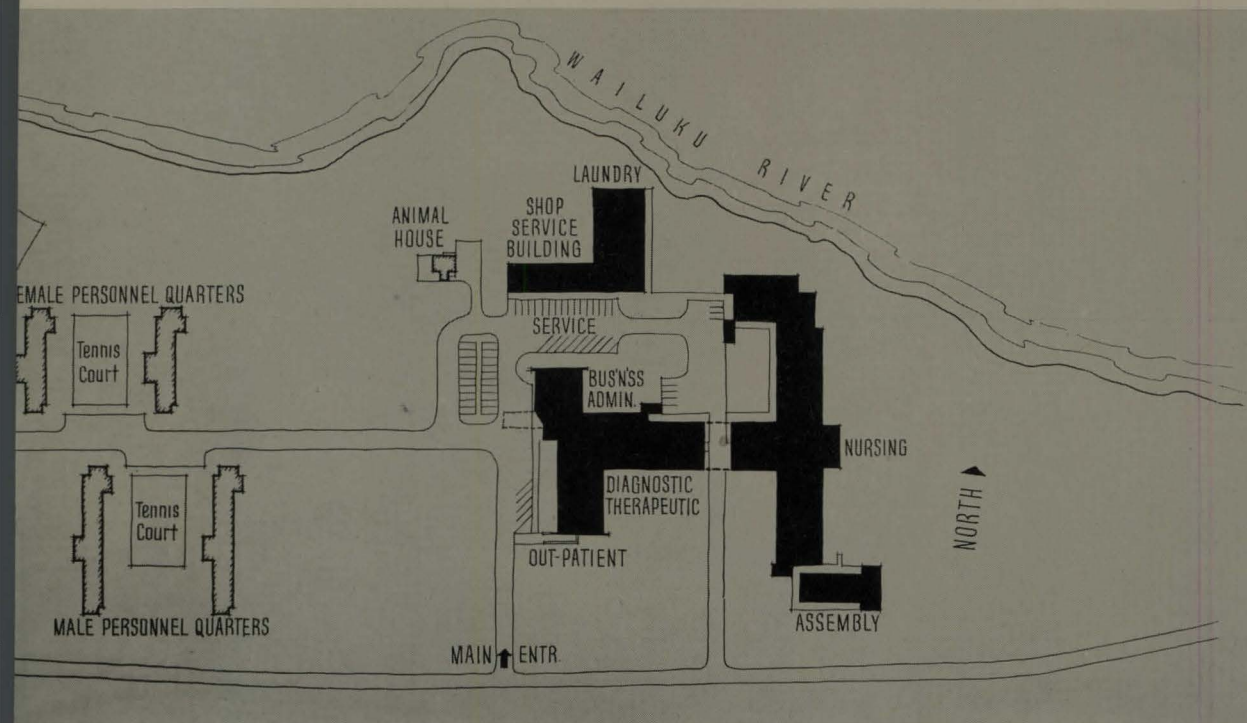 WAILUKU RIVER
LAUNDRY
SHOP
SERVICE
BUILDING
ANIMAL
HOUSE
EMALE PERSONNEL QUARTERS
SERVICE
Tennis
Court
BUS'N'SS
ADMIN.
NURSING
DIAGNOSTIC
THERAPEUTIC
Tennis
Court
NORTH
OUT-PATIENT
ASSEMBLY
MALE PERSONNEL QUARTERS
MAIN ENTR.